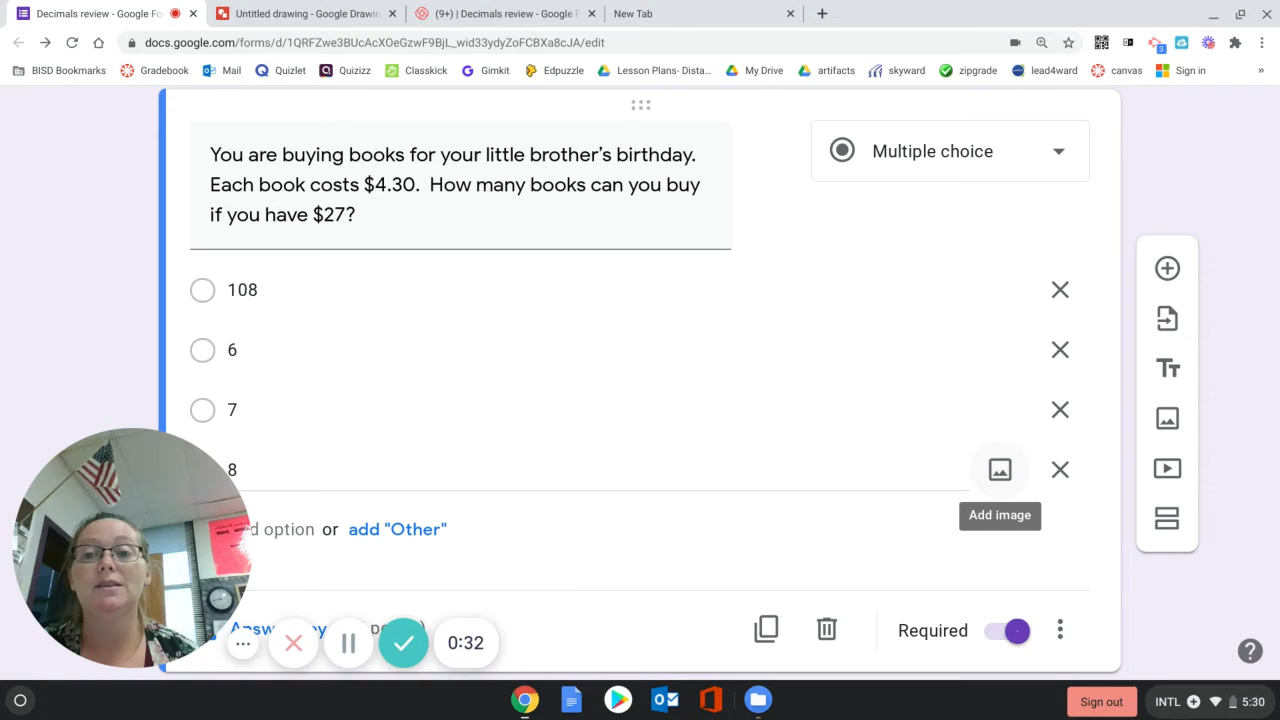 Decimals review - Google Fo
Untitled drawing - Google Drawin
(9+) | Decimals review - Google F
New Tab
docs.google.com/forms/d/1QRFZwe3BUcAcXOeGzwF9BjL_wid33ydyZoFCBXa8cJA/edit
BISD Bookmarks
Gradebook
Mail
Quizlet
Quizizz
Classkick
Gimkit
Edpuzzle
Lesson Plans- Dista...
My Drive
artifacts
skyward
zipgrade
lead4ward
canvas
Sign in
»
You are buying books for your little brother’s birthday.
Each book costs $4.30.  How many books can you buy
if you have $27?
Multiple choice
108
6
7
8
Add image
d option or add "Other"
Required
0:32
Sign out
INTL
5:30